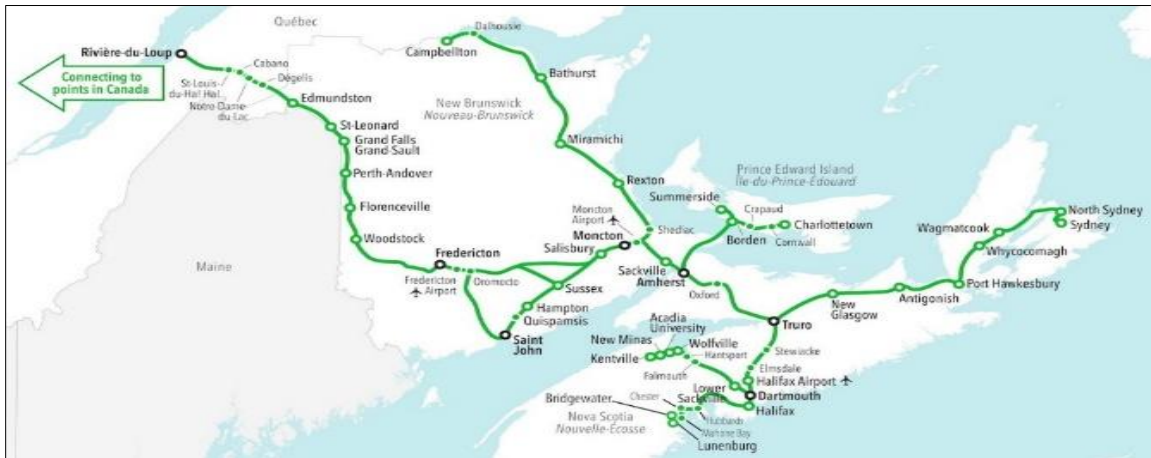 Québec
Dalhousie
Campbellton
Rivière-du-Loup
Cabano
Connecting to
points in Canada
St-Louis-
du-Ha! Ha!
Dégelis
Notre-Dame-
du-Lac
Edmundston
Bathurst
New Brunswick
Nouveau-Brunswick
St-Leonard
Grand Falls
Grand-Sault
Miramichi
Perth-Andover
Rexton
Prince Edward Island
Île-du-Prince-Édouard
Summerside
Crapaud
Charlottetown
Cornwall
Borden
Florenceville
Moncton
Airport
Shediac
Moncton
Woodstock
Fredericton
Salisbury
North Sydney
Sydney
Wagmatcook
Whycocomagh
Maine
Fredericton
Airport
Oromocto
Sackville
Amherst
Sussex
Oxford
Port Hawkesbury
Antigonish
New
Glasgow
Hampton
Quispamsis
Saint
John
Acadia
University
Truro
New Minas
Wolfville
Stewiacke
Kentville
Hantsport
Falmouth
Elmsdale
Halifax Airport
Lower
Sackville
Dartmouth
Chester
Bridgewater
Halifax
Hubbards
Nova Scotia
Nouvelle-Écosse
Mahone Bay
Lunenburg